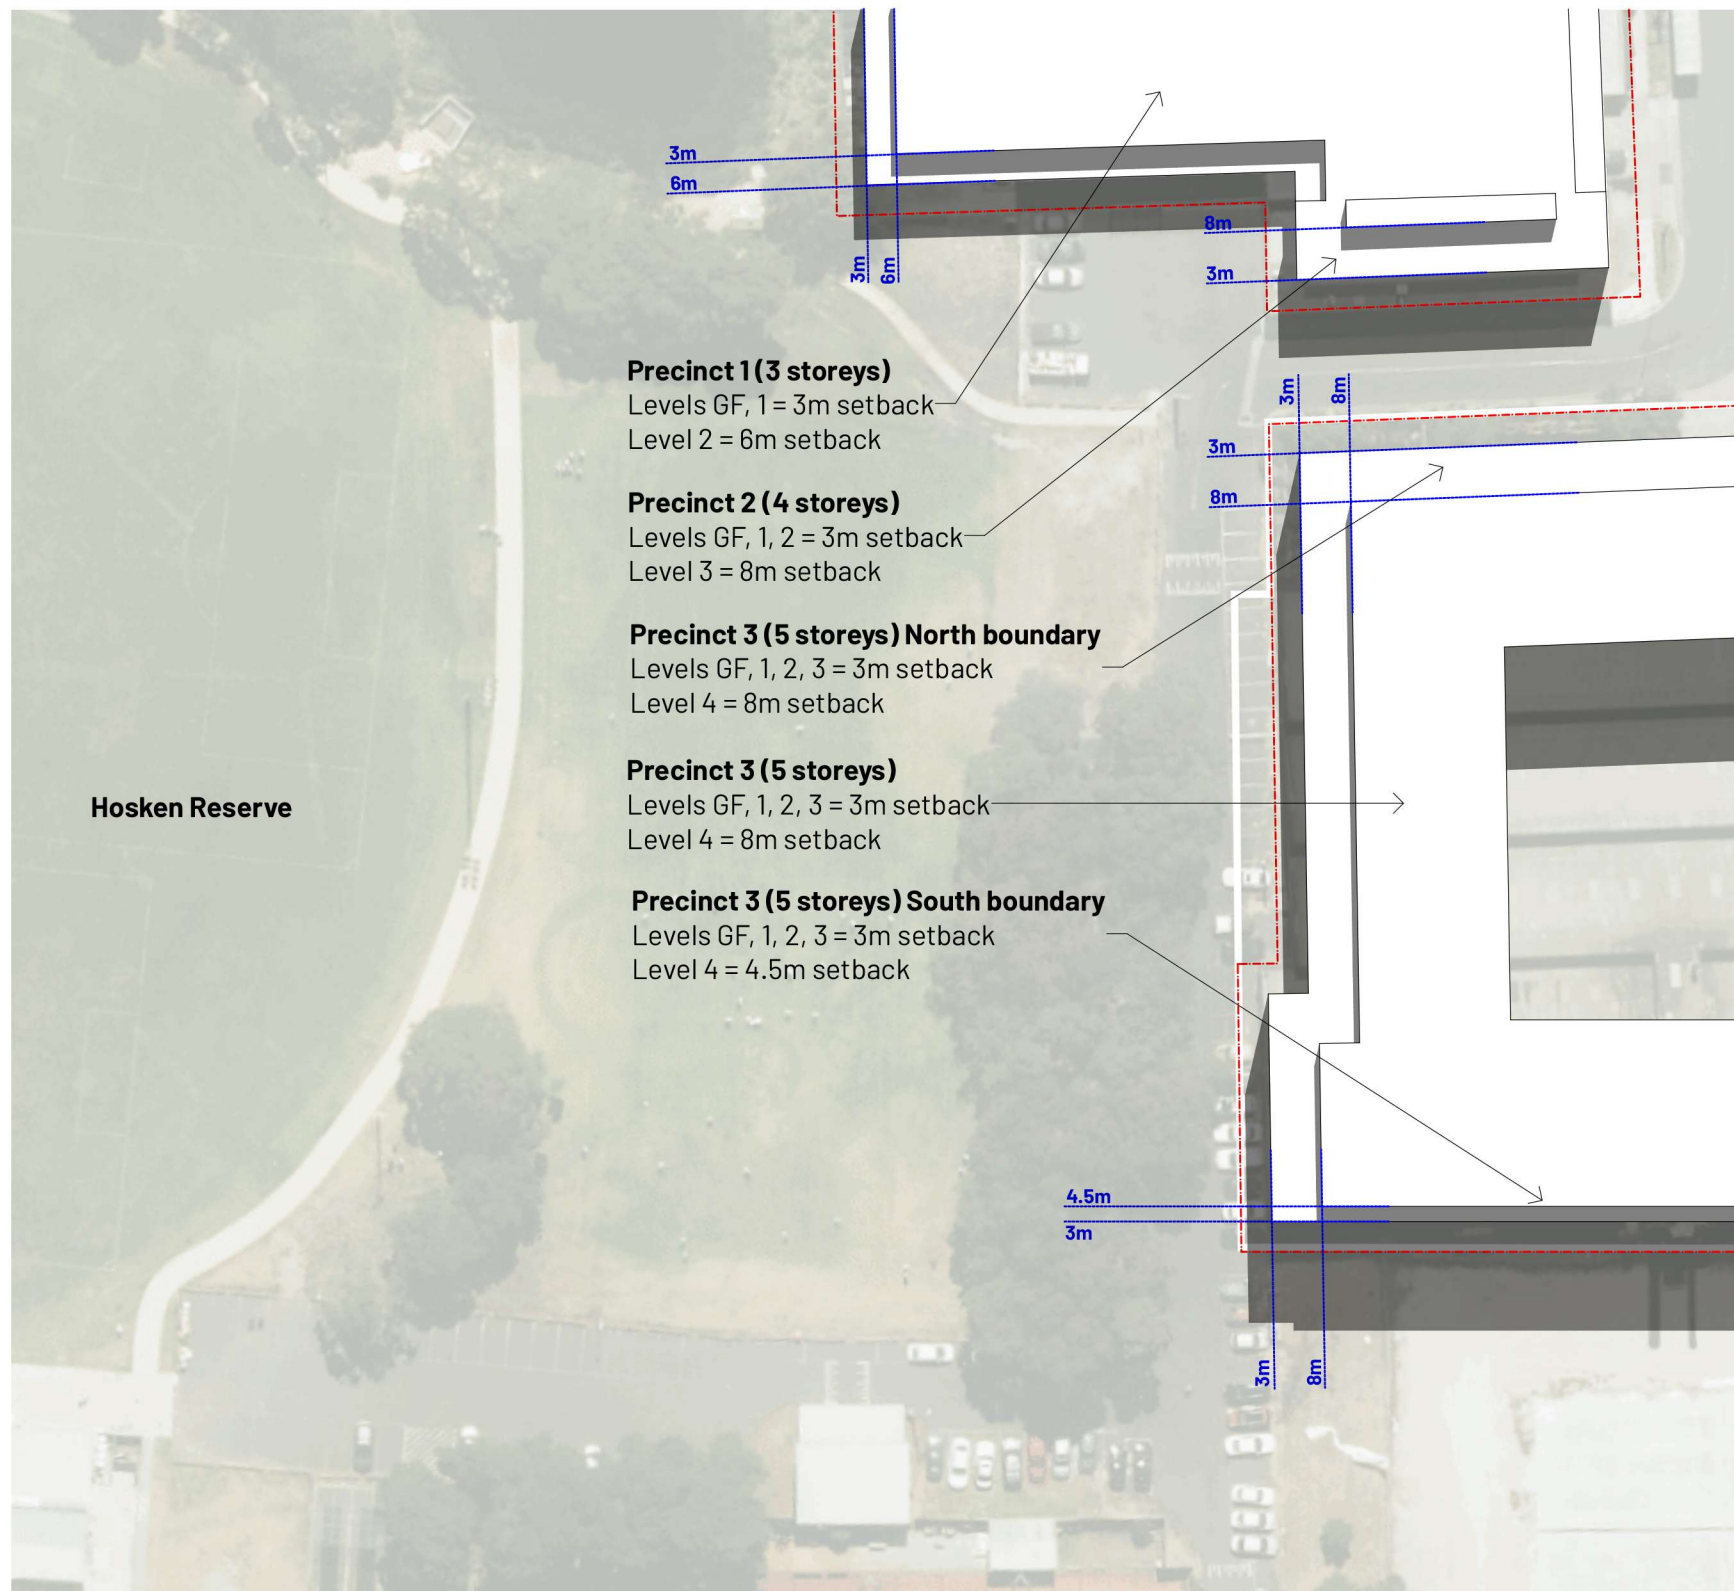 3m
6m
3m
6m
8m
3m
Precinct 1 (3 storeys)
Levels GF, 1 = 3m setback
Level 2 = 6m setback
3m
8m
3m
8m
Precinct 2 (4 storeys)
Levels GF, 1, 2 = 3m setback
Level 3 = 8m setback
Precinct 3 (5 storeys) North boundary
Levels GF, 1, 2, 3 = 3m setback
Level 4 = 8m setback
Precinct 3 (5 storeys)
Levels GF, 1, 2, 3 = 3m setback
Level 4 = 8m setback
Hosken Reserve
Precinct 3 (5 storeys) South boundary
Levels GF, 1, 2, 3 = 3m setback
Level 4 = 4.5m setback
4.5m
3m
3m
8m